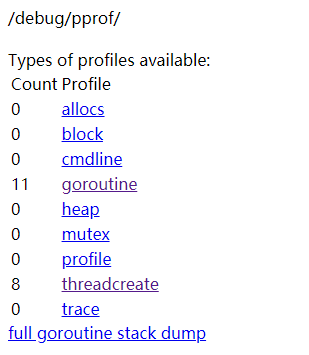 /debug/pprof/
Types of profiles available:
Count Profile
0 allocs
0 block
0 cmdline
11 goroutine
0 heap
0 mutex
0 profile
8 threadcreate
0 trace
full goroutine stack dump